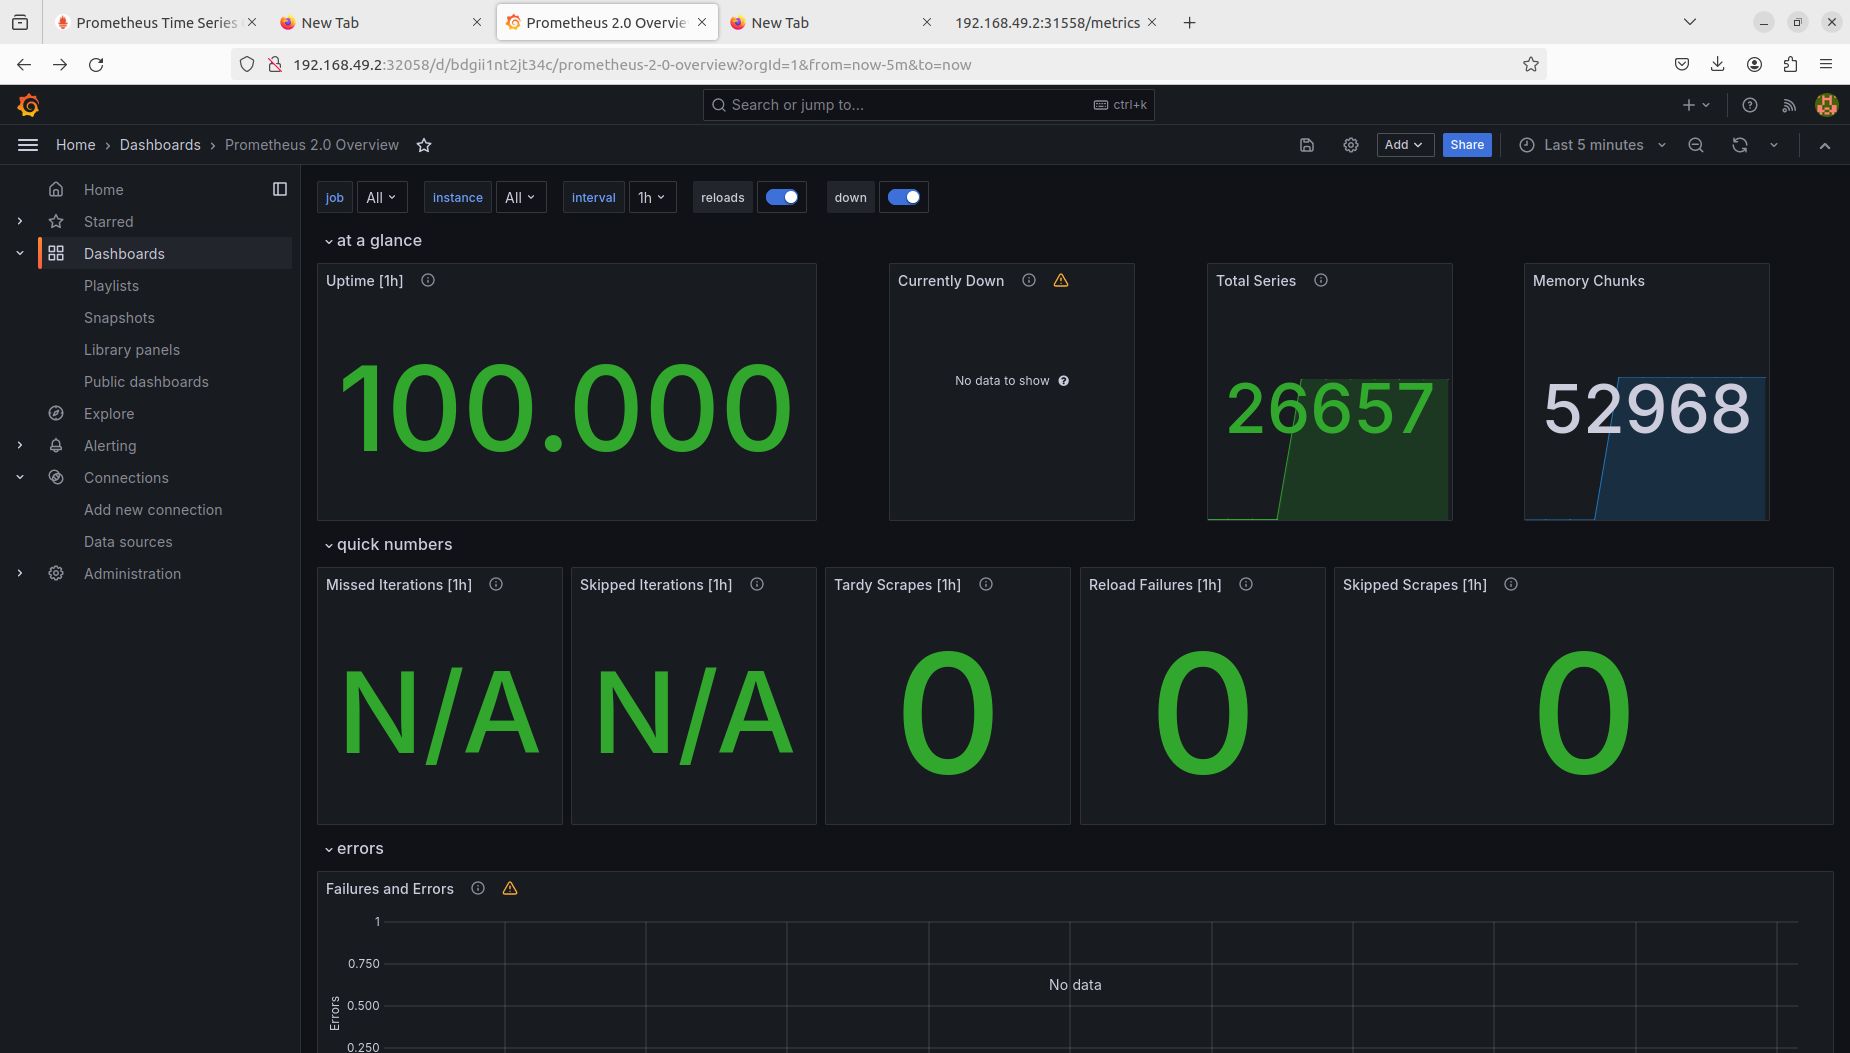 Prometheus Time Series
New Tab
Prometheus 2.0 Overvie
New Tab
192.168.49.2:31558/metrics
192.168.49.2:32058/d/bdgii1nt2jt34c/prometheus-2-0-overview?orgId=1&from=now-5m&to=now
Search or jump to...
ctrl+k
Home › Dashboards › Prometheus 2.0 Overview
Add
Share
Last 5 minutes
Home
Starred
Dashboards
Playlists
Snapshots
Library panels
Public dashboards
Explore
Alerting
Connections
Add new connection
Data sources
Administration
job All instance All interval 1h reloads down
at a glance
Uptime [1h]
100.000
Currently Down
No data to show
Total Series
26657
Memory Chunks
52968
quick numbers
Missed Iterations [1h]
N/A
Skipped Iterations [1h]
N/A
Tardy Scrapes [1h]
0
Reload Failures [1h]
0
Skipped Scrapes [1h]
0
errors
Failures and Errors
1
0.750
0.500
0.250
Errors
No data